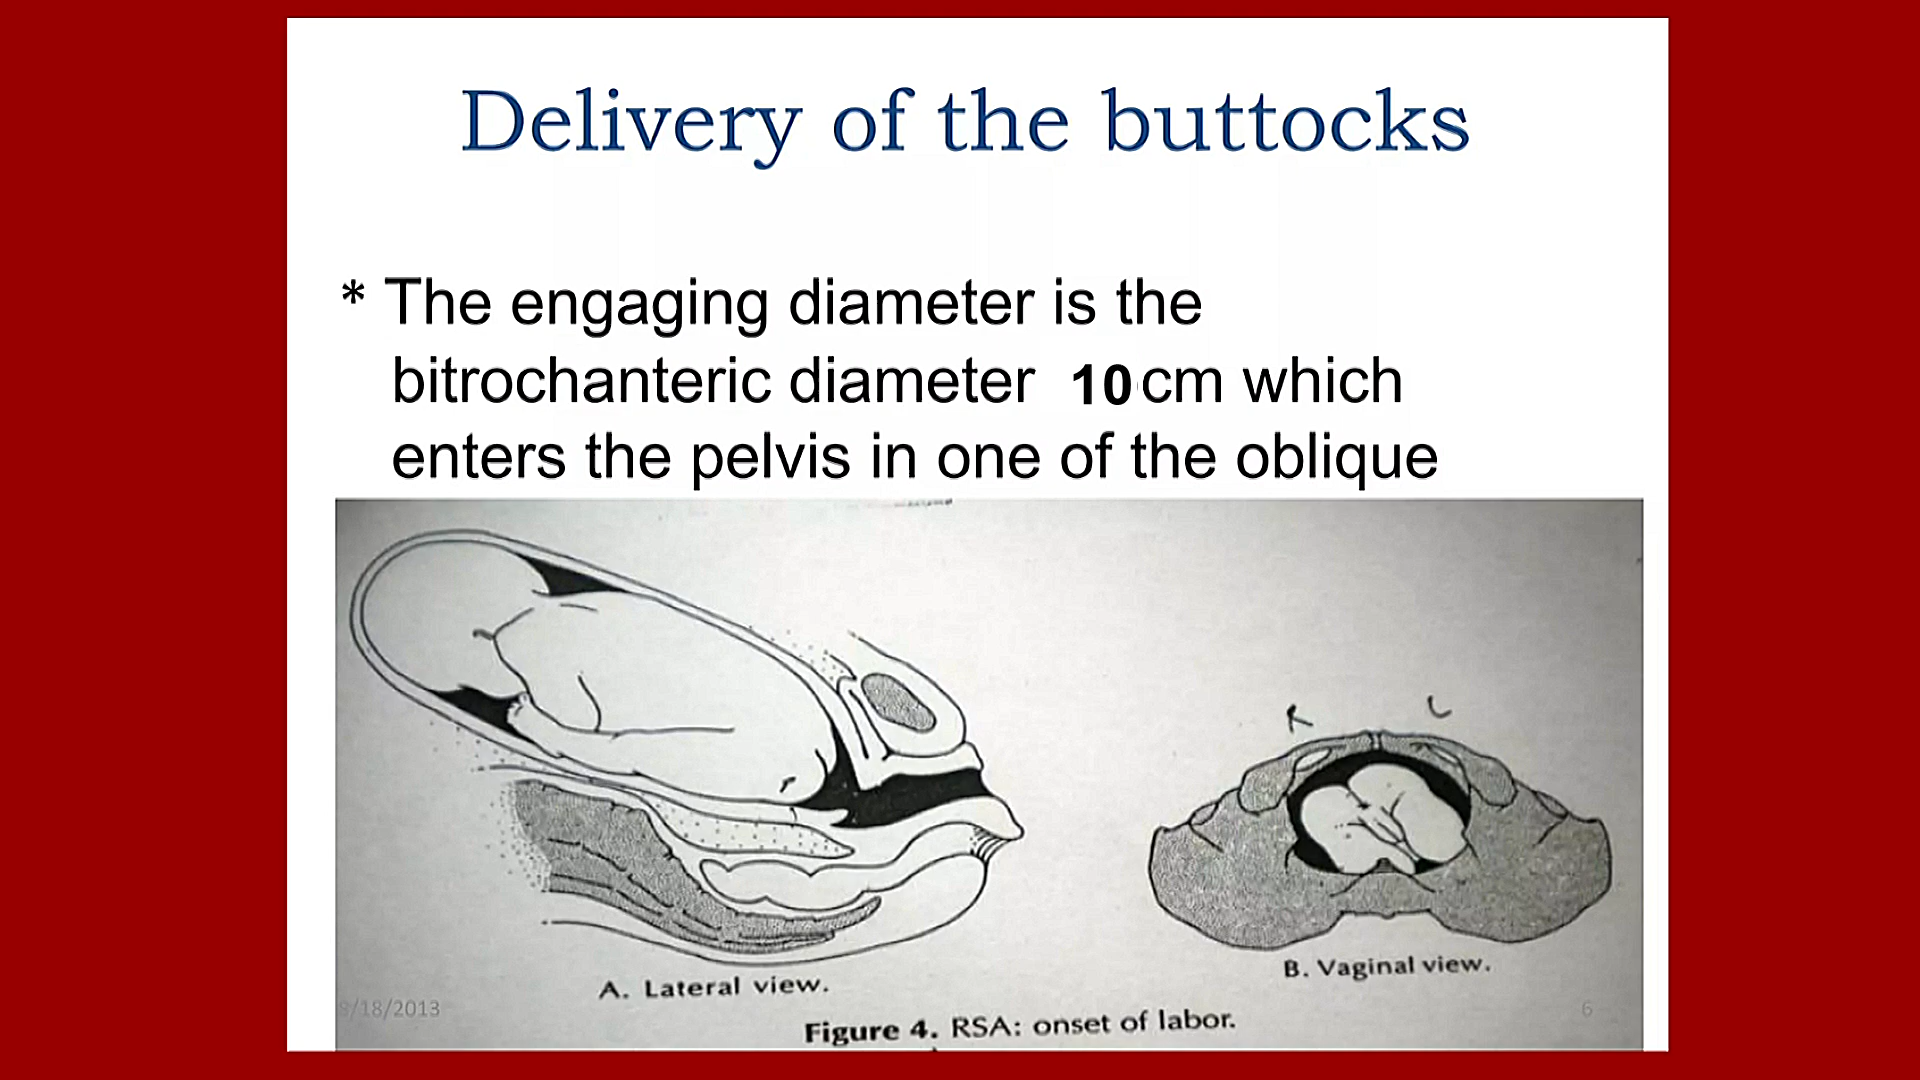 Delivery of the buttocks
* The engaging diameter is the
bitrochanteric diameter 10 cm which
enters the pelvis in one of the oblique
R L
A. Lateral view.
B. Vaginal view.
/18/2013
6
Figure 4. RSA: onset of labor.